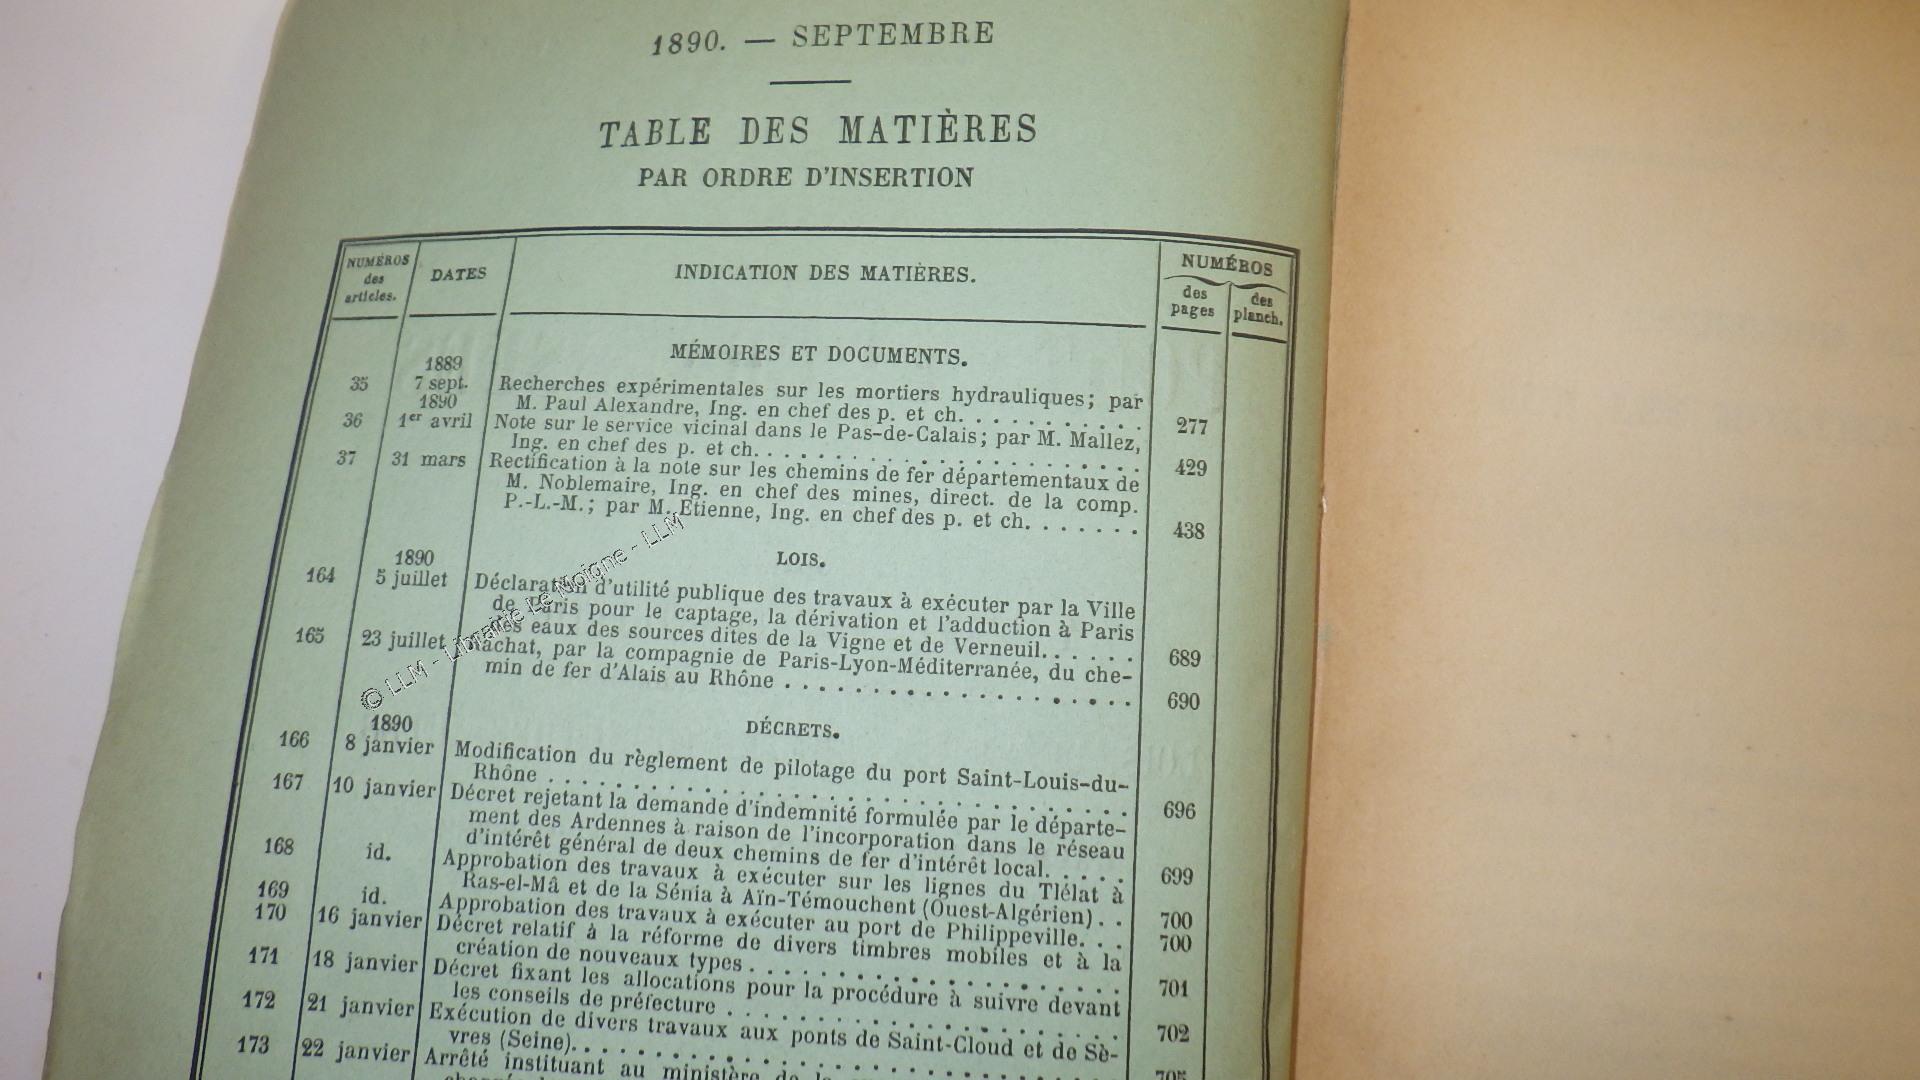 1890. — SEPTEMBRE
TABLE DES MATIÈRES
PAR ORDRE D'INSERTION
NUMÉROS des articles. DATES INDICATION DES MATIÈRES. NUMÉROS des pages des planch.
MÉMOIRES ET DOCUMENTS.
1889
35 7 sept. Recherches expérimentales sur les mortiers hydrauliques; par
M. Paul Alexandre, Ing. en chef des p. et ch. . . . . . . . . . . 277
1890
36 1er avril Note sur le service vicinal dans le Pas-de-Calais; par M. Mallez,
Ing. en chef des p. et ch. . . . . . . . . . . . . . . . . . . . 429
37 31 mars Rectification à la note sur les chemins de fer départementaux de
M. Noblemaire, Ing. en chef des mines, direct. de la comp.
P.-L.-M.; par M. Etienne, Ing. en chef des p. et ch. . . . . . . 438
LOIS.
1890
164 5 juillet Déclaration d'utilité publique des travaux à exécuter par la Ville
de Paris pour le captage, la dérivation et l'adduction à Paris
des eaux des sources dites de la Vigne et de Verneuil. . . . . . 689
165 23 juillet Rachat, par la compagnie de Paris-Lyon-Méditerranée, du che-
min de fer d'Alais au Rhône . . . . . . . . . . . . . . . . . . 690
DÉCRETS.
1890
166 8 janvier Modification du règlement de pilotage du port Saint-Louis-du-
Rhône . . . . . . . . . . . . . . . . . . . . . . . . . . . . . 696
167 10 janvier Décret rejetant la demande d'indemnité formulée par le départe-
ment des Ardennes à raison de l'incorporation dans le réseau
d'intérêt général de deux chemins de fer d'intérêt local. . . . . 699
168 id. Approbation des travaux à exécuter sur les lignes du Tlélat à
Ras-el-Mâ et de la Sénia à Aïn-Témouchent (Ouest-Algérien) . . 700
169 id. Approbation des travaux à exécuter au port de Philippeville. . . 700
170 16 janvier Décret relatif à la réforme de divers timbres mobiles et à la
création de nouveaux types . . . . . . . . . . . . . . . . . . . 701
171 18 janvier Décret fixant les allocations pour la procédure à suivre devant
les conseils de préfecture . . . . . . . . . . . . . . . . . . . 702
172 21 janvier Exécution de divers travaux aux ponts de Saint-Cloud et de Sè-
vres (Seine). . . . . . . . . . . . . . . . . . . . . . . . . . 705
173 22 janvier Arrêté instituant au ministère de
© LLM - Librairie Le Moigne - LLM